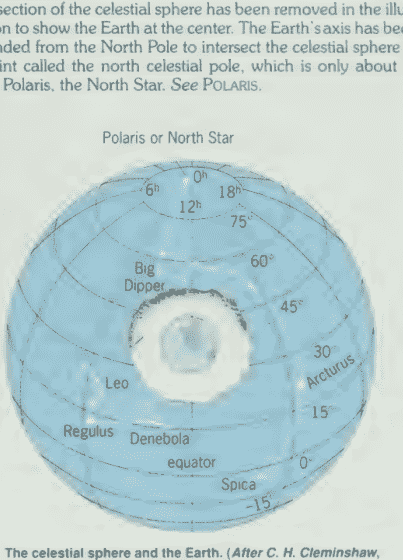 section of the celestial sphere has been removed in the illu
on to show the Earth at the center. The Earth's axis has bee
nded from the North Pole to intersect the celestial sphere
int called the north celestial pole, which is only about
Polaris, the North Star. See POLARIS.
Polaris or North Star
0h
6h 18h
12h
75°
60°
Big
Dipper
45°
30
Arcturus
Leo
15°
Regulus Denebola
equator 0°
Spica
-15°
The celestial sphere and the Earth. (After C. H. Cleminshaw,